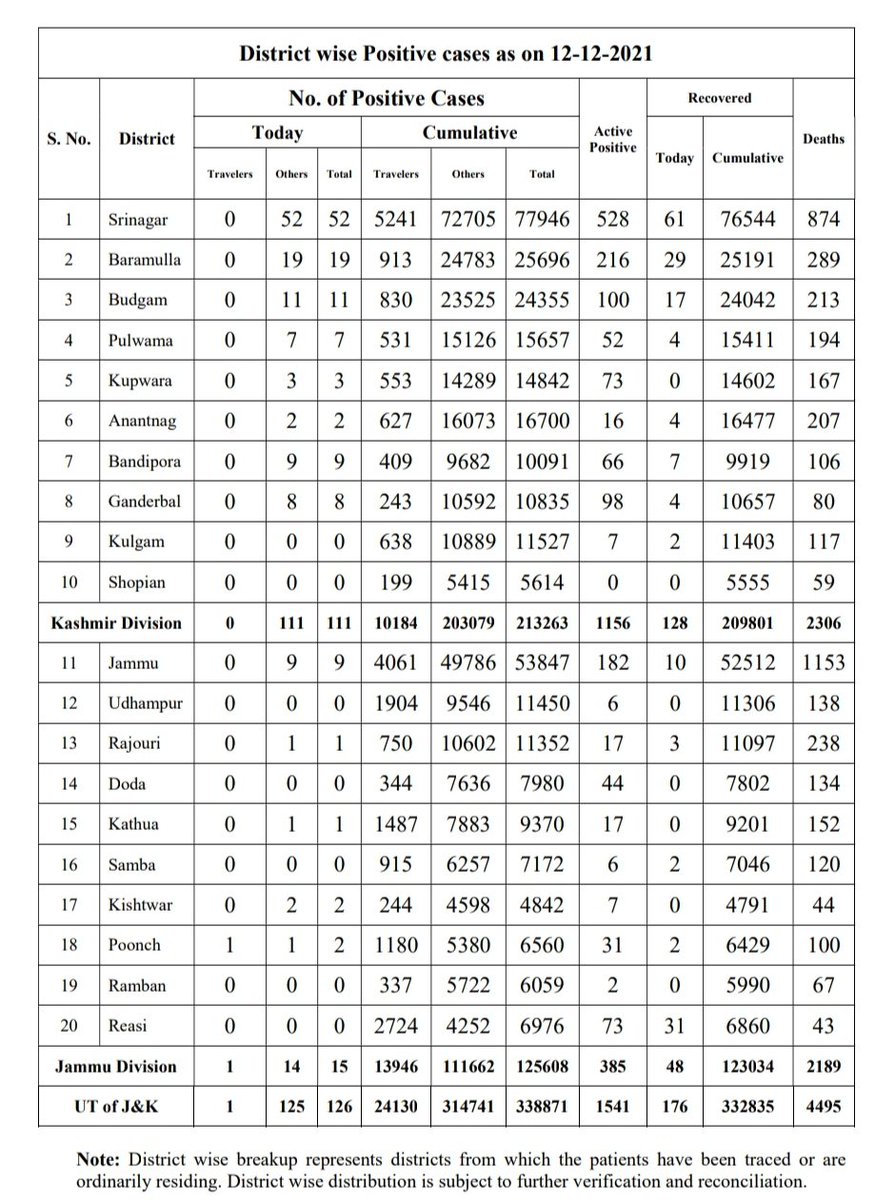 District wise Positive cases as on 12-12-2021
S. No. District No. of Positive Cases Active Positive Recovered Deaths
Today Cumulative Today Cumulative
Travelers Others Total Travelers Others Total
1 Srinagar 0 52 52 5241 72705 77946 528 61 76544 874
2 Baramulla 0 19 19 913 24783 25696 216 29 25191 289
3 Budgam 0 11 11 830 23525 24355 100 17 24042 213
4 Pulwama 0 7 7 531 15126 15657 52 4 15411 194
5 Kupwara 0 3 3 553 14289 14842 73 0 14602 167
6 Anantnag 0 2 2 627 16073 16700 16 4 16477 207
7 Bandipora 0 9 9 409 9682 10091 66 7 9919 106
8 Ganderbal 0 8 8 243 10592 10835 98 4 10657 80
9 Kulgam 0 0 0 638 10889 11527 7 2 11403 117
10 Shopian 0 0 0 199 5415 5614 0 0 5555 59
Kashmir Division 0 111 111 10184 203079 213263 1156 128 209801 2306
11 Jammu 0 9 9 4061 49786 53847 182 10 52512 1153
12 Udhampur 0 0 0 1904 9546 11450 6 0 11306 138
13 Rajouri 0 1 1 750 10602 11352 17 3 11097 238
14 Doda 0 0 0 344 7636 7980 44 0 7802 134
15 Kathua 0 1 1 1487 7883 9370 17 0 9201 152
16 Samba 0 0 0 915 6257 7172 6 2 7046 120
17 Kishtwar 0 2 2 244 4598 4842 7 0 4791 44
18 Poonch 1 1 2 1180 5380 6560 31 2 6429 100
19 Ramban 0 0 0 337 5722 6059 2 0 5990 67
20 Reasi 0 0 0 2724 4252 6976 73 31 6860 43
Jammu Division 1 14 15 13946 111662 125608 385 48 123034 2189
UT of J&K 1 125 126 24130 314741 338871 1541 176 332835 4495
Note: District wise breakup represents districts from which the patients have been traced or are
ordinarily residing. District wise distribution is subject to further verification and reconciliation.